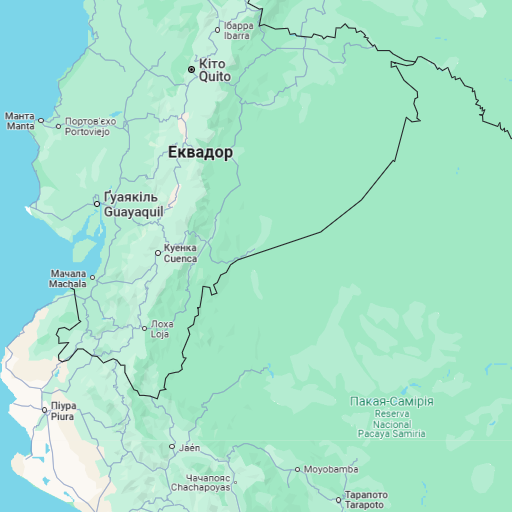 Ібарра
Ibarra
Кіто
Quito
Манта
Manta
Портов'єхо
Portoviejo
Еквадор
Ґуаякіль
Guayaquil
Куенка
Cuenca
Мачала
Machala
Лоха
Loja
Піура
Piura
Пакая-Самірія
Reserva
Nacional
Pacaya Samiria
Jaén
Чачапояс
Chachapoyas
Moyobamba
Тарапото
Tarapoto